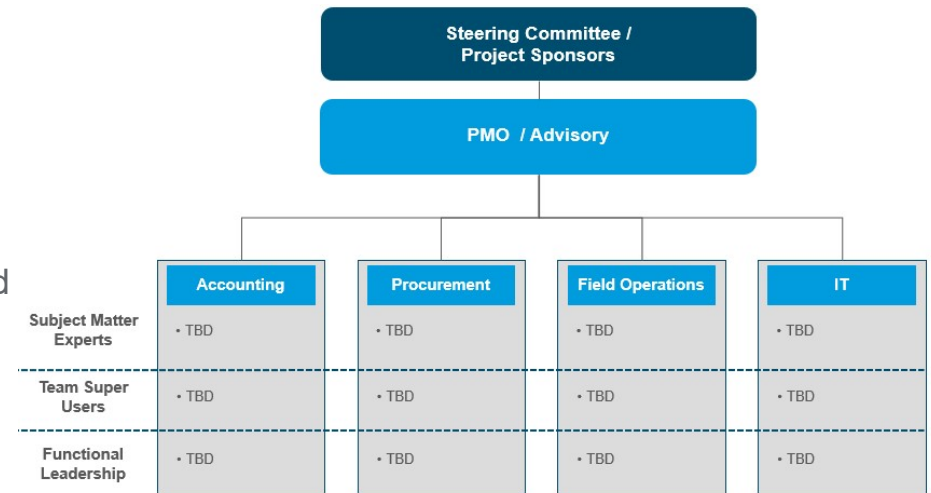 Steering Committee /
Project Sponsors
PMO / Advisory
Accounting
Procurement
Field Operations
IT
Subject Matter
Experts
• TBD
• TBD
• TBD
• TBD
Team Super
Users
• TBD
• TBD
• TBD
• TBD
Functional
Leadership
• TBD
• TBD
• TBD
• TBD